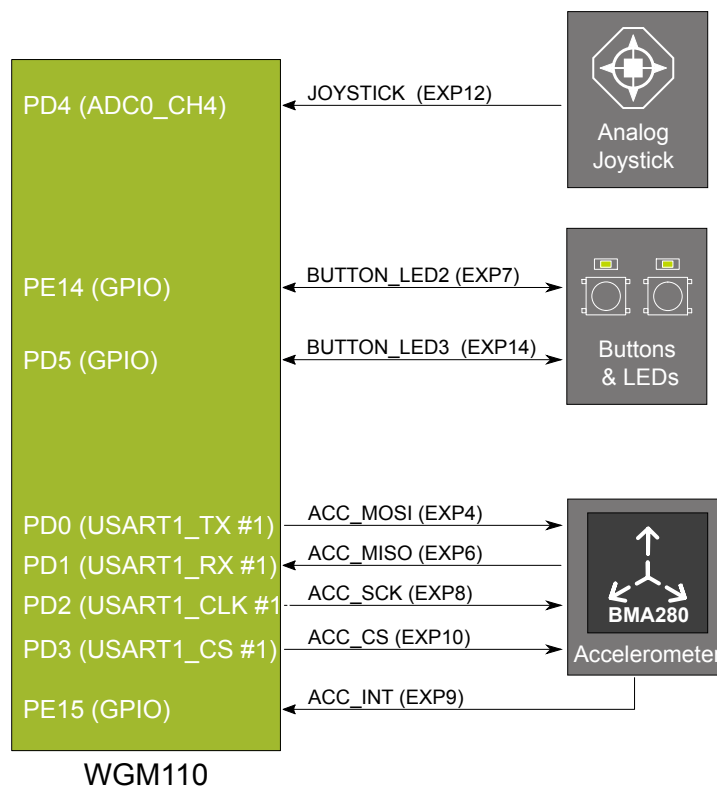 PD4 (ADC0_CH4)
JOYSTICK (EXP12)
Analog
Joystick
PE14 (GPIO)
BUTTON_LED2 (EXP7)
PD5 (GPIO)
BUTTON_LED3 (EXP14)
Buttons
& LEDs
PD0 (USART1_TX #1)
ACC_MOSI (EXP4)
PD1 (USART1_RX #1)
ACC_MISO (EXP6)
PD2 (USART1_CLK #1
ACC_SCK (EXP8)
PD3 (USART1_CS #1)
ACC_CS (EXP10)
BMA280
Accelerometer
PE15 (GPIO)
ACC_INT (EXP9)
WGM110